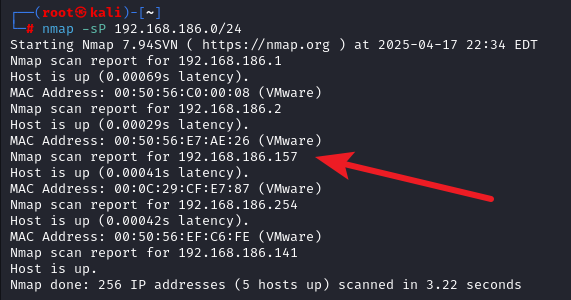 ┌──(root㉿kali)-[~]
└─# nmap -sP 192.168.186.0/24
Starting Nmap 7.94SVN ( https://nmap.org ) at 2025-04-17 22:34 EDT
Nmap scan report for 192.168.186.1
Host is up (0.00069s latency).
MAC Address: 00:50:56:C0:00:08 (VMware)
Nmap scan report for 192.168.186.2
Host is up (0.00029s latency).
MAC Address: 00:50:56:E7:AE:26 (VMware)
Nmap scan report for 192.168.186.157
Host is up (0.00041s latency).
MAC Address: 00:0C:29:CF:E7:87 (VMware)
Nmap scan report for 192.168.186.254
Host is up (0.00042s latency).
MAC Address: 00:50:56:EF:C6:FE (VMware)
Nmap scan report for 192.168.186.141
Host is up.
Nmap done: 256 IP addresses (5 hosts up) scanned in 3.22 seconds